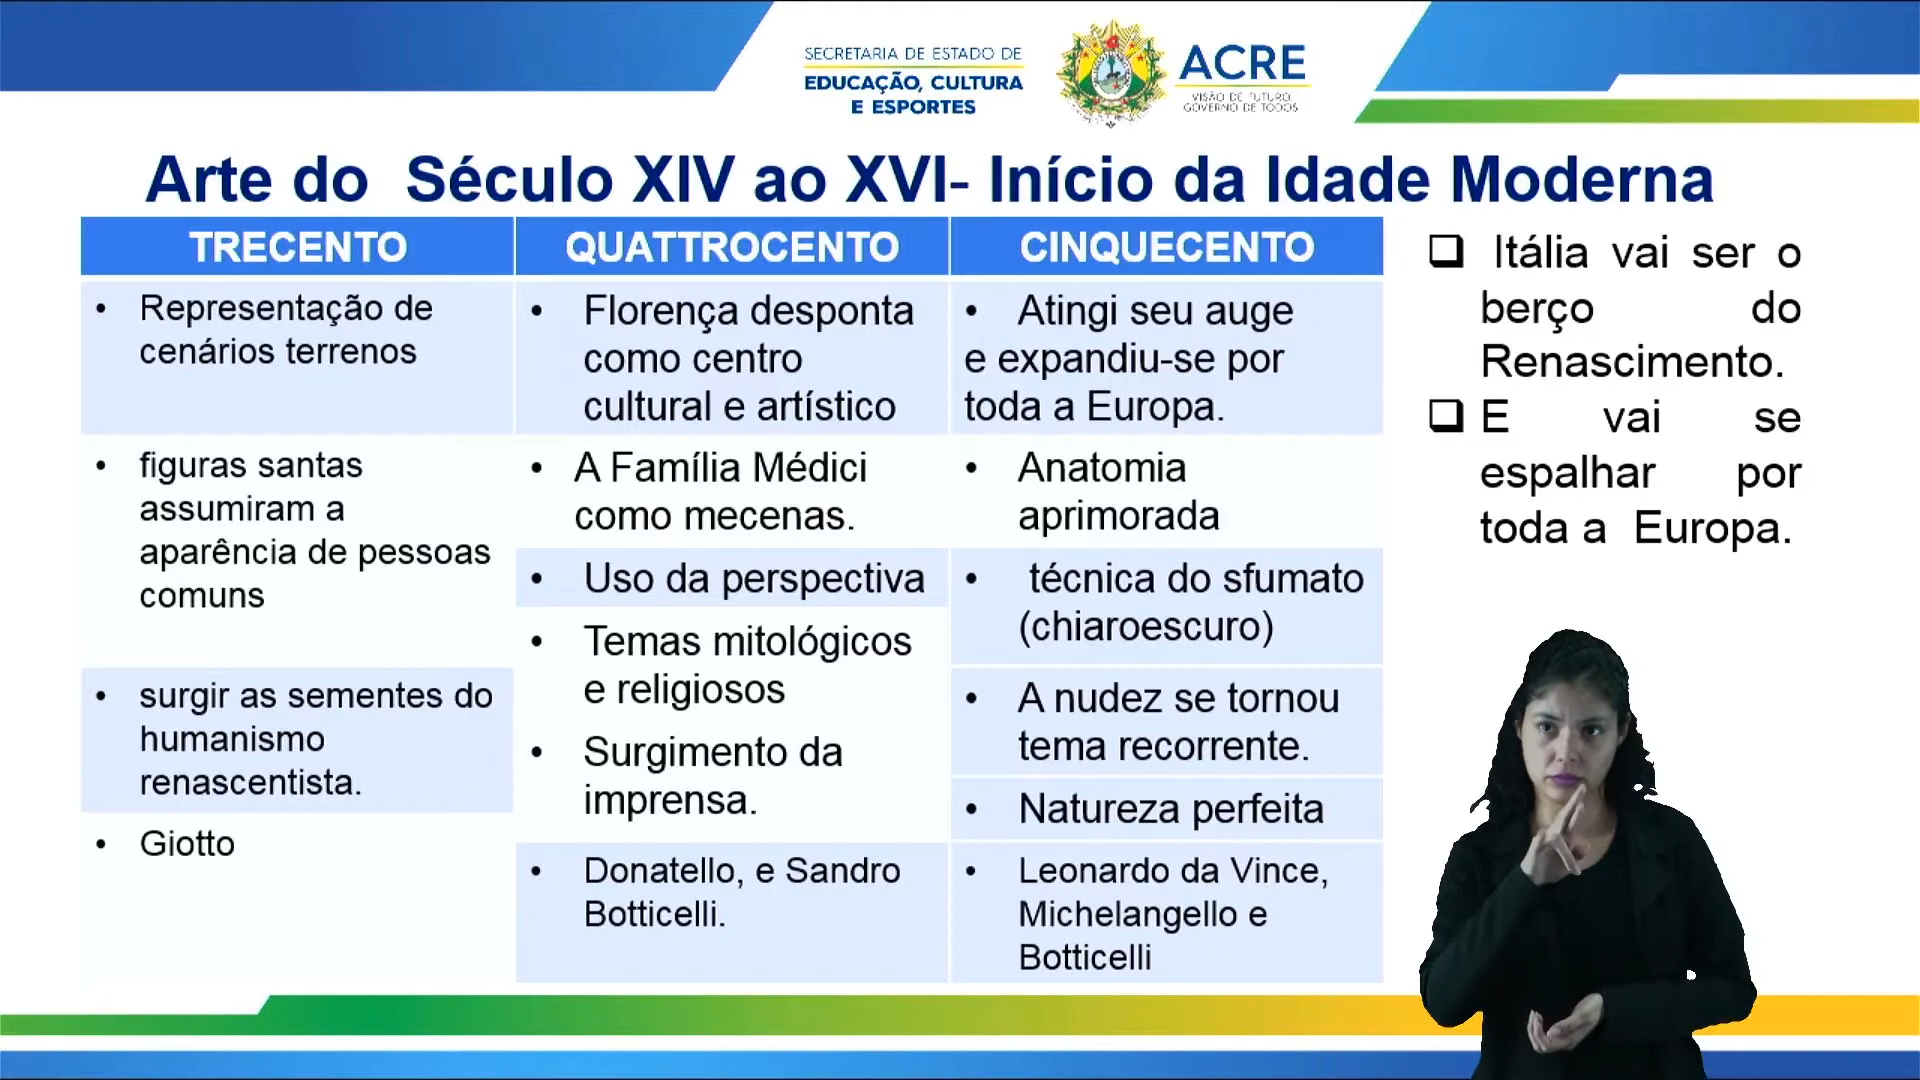 SECRETARIA DE ESTADO DE
EDUCAÇÃO, CULTURA
E ESPORTES
ACRE
VISÃO DE FUTURO,
GOVERNO DE TODOS
Arte do Século XIV ao XVI- Início da Idade Moderna
TRECENTO
• Representação de
cenários terrenos
• figuras santas
assumiram a
aparência de pessoas
comuns
• surgir as sementes do
humanismo
renascentista.
• Giotto
QUATTROCENTO
• Florença desponta
como centro
cultural e artístico
• A Família Médici
como mecenas.
• Uso da perspectiva
• Temas mitológicos
e religiosos
• Surgimento da
imprensa.
• Donatello, e Sandro
Botticelli.
CINQUECENTO
• Atingi seu auge
e expandiu-se por
toda a Europa.
• Anatomia
aprimorada
• técnica do sfumato
(chiaroescuro)
• A nudez se tornou
tema recorrente.
• Natureza perfeita
• Leonardo da Vince,
Michelangello e
Botticelli
❑ Itália vai ser o
berço do
Renascimento.
❑ E vai se
espalhar por
toda a Europa.